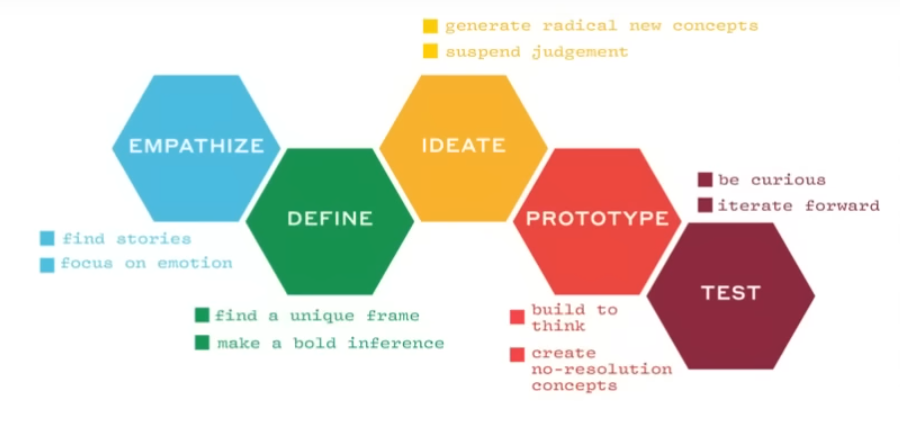 generate radical new concepts
suspend judgement
EMPATHIZE
IDEATE
DEFINE
PROTOTYPE
be curious
iterate forward
find stories
focus on emotion
TEST
find a unique frame
make a bold inference
build to
think
create
no-resolution
concepts